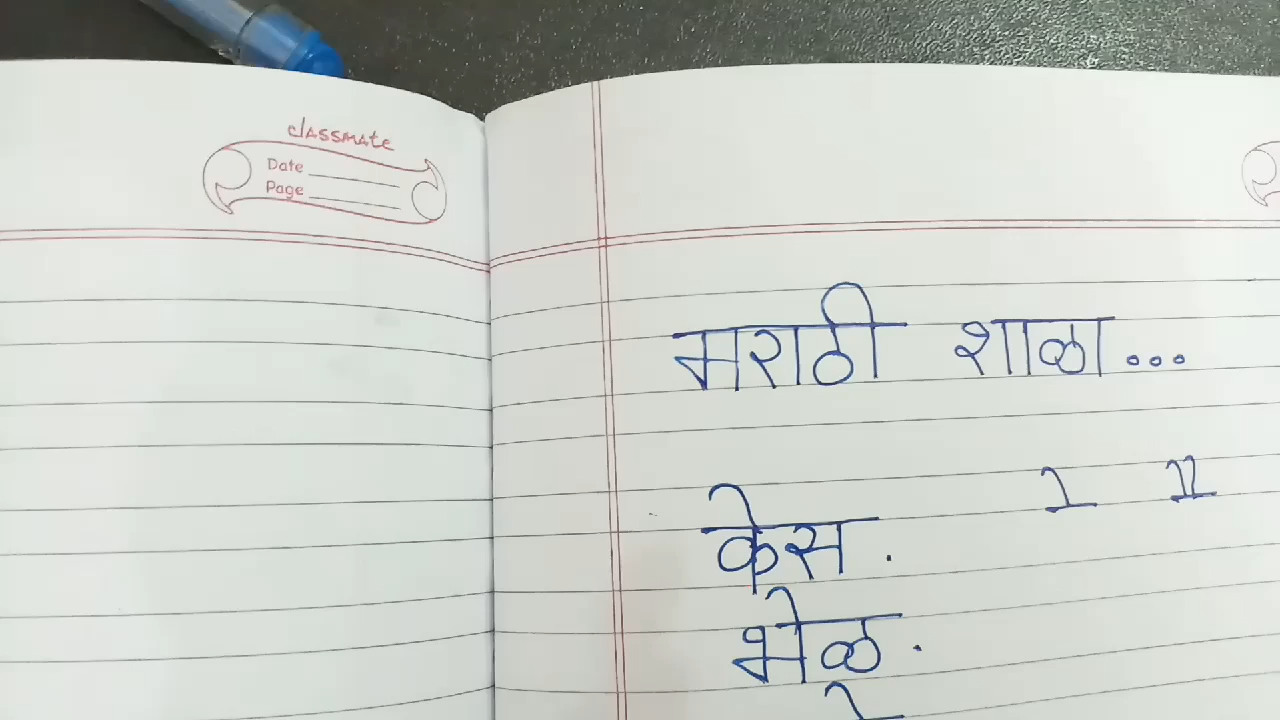 classmate
Date
Page
मराठी शाळा...
केस.
भेळ.